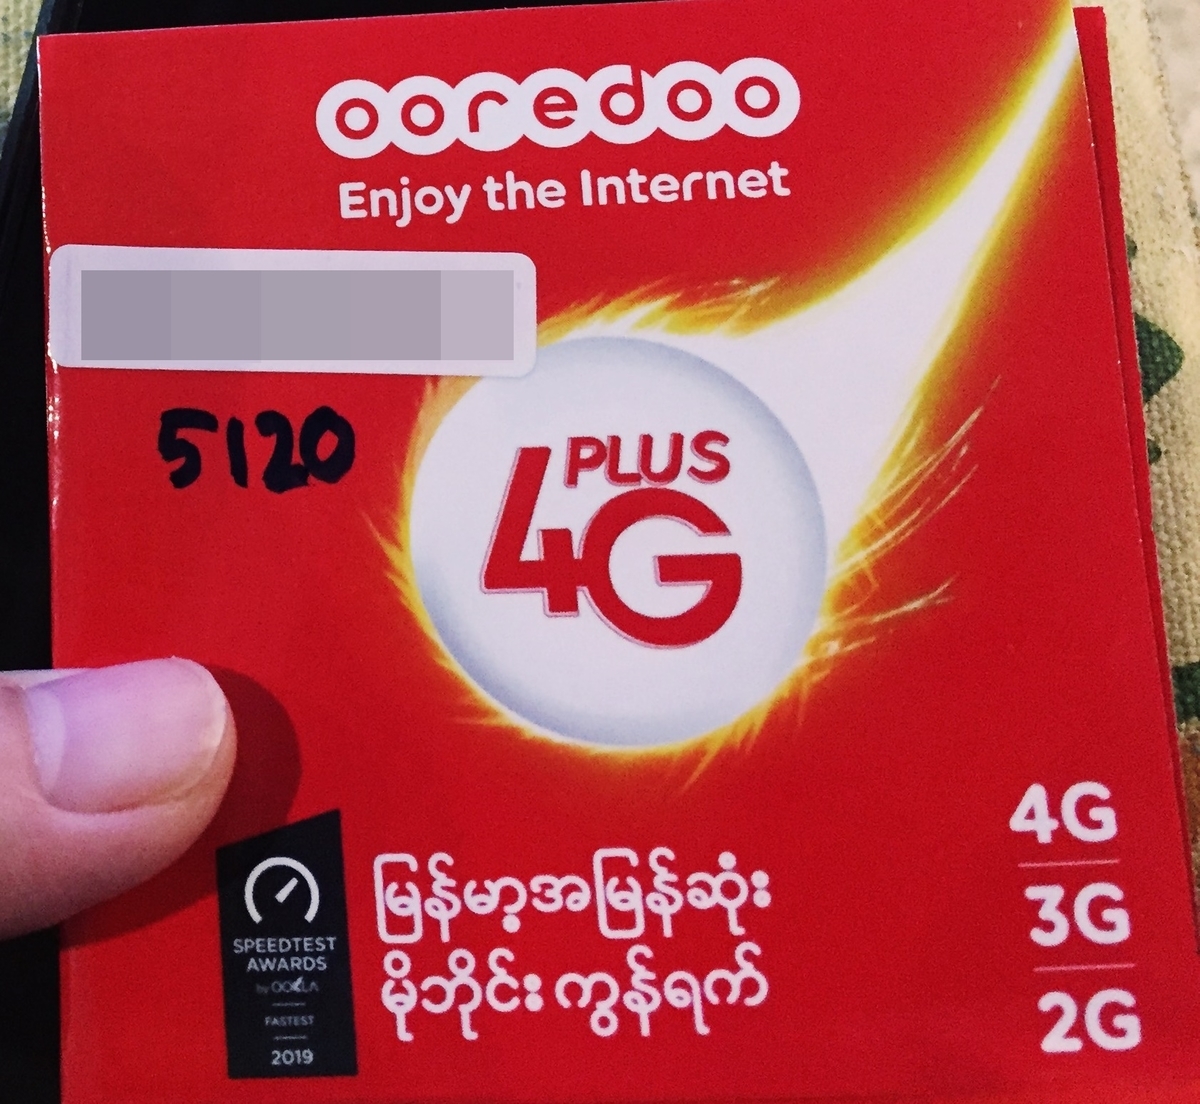 ooredoo
Enjoy the Internet
5120
4G PLUS
SPEEDTEST
AWARDS
by OOKLA
FASTEST
2019
မြန်မာ့အမြန်ဆုံး
မိုဘိုင်းကွန်ရက်
4G
3G
2G